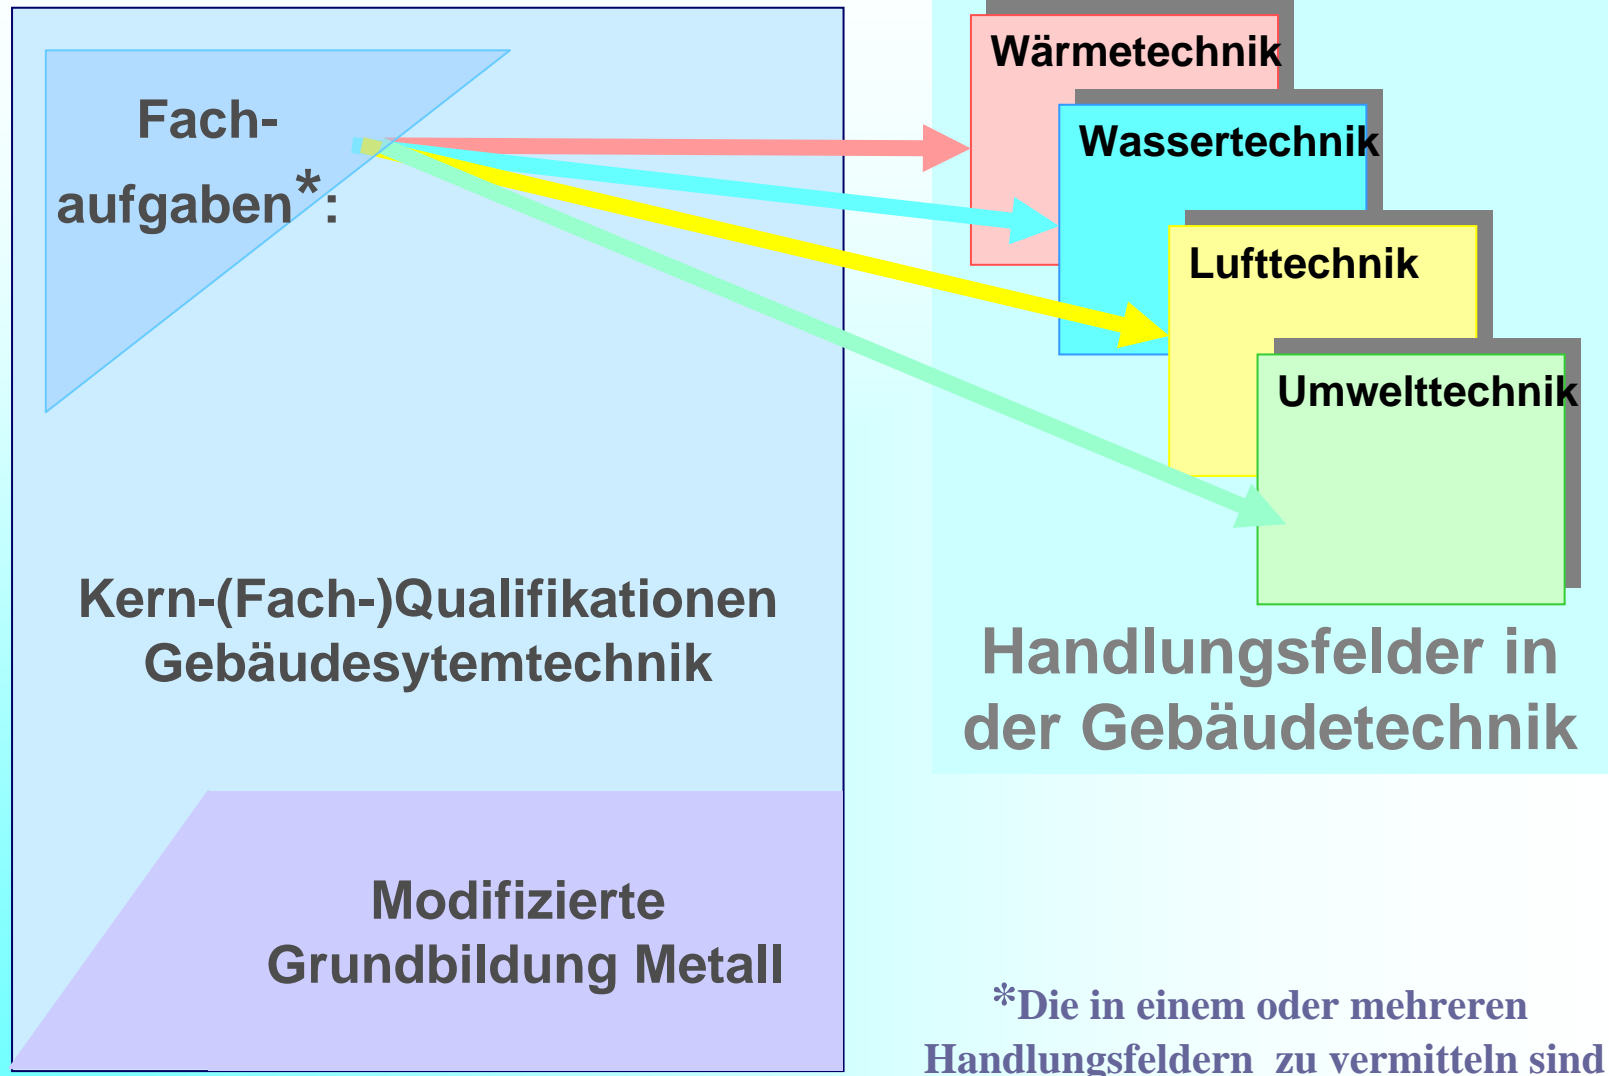 Fach-
aufgaben*:
Kern-(Fach-)Qualifikationen
Gebäudesytemtechnik
Modifizierte
Grundbildung Metall
Wärmetechnik
Wassertechnik
Lufttechnik
Umwelttechnik
Handlungsfelder in
der Gebäudetechnik
*Die in einem oder mehreren
Handlungsfeldern zu vermitteln sind